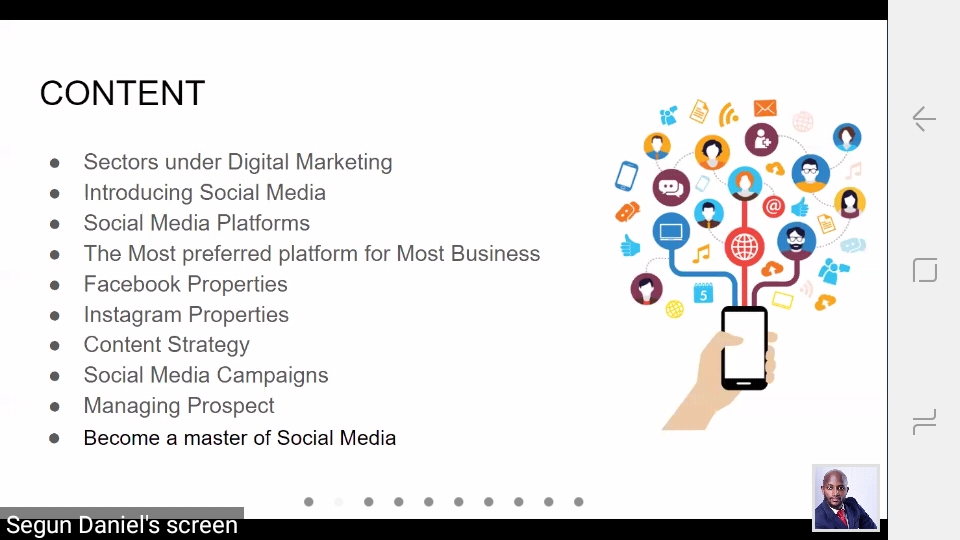 CONTENT
Sectors under Digital Marketing
Introducing Social Media
Social Media Platforms
The Most preferred platform for Most Business
Facebook Properties
Instagram Properties
Content Strategy
Social Media Campaigns
Managing Prospect
Become a master of Social Media
@
5
Segun Daniel's screen